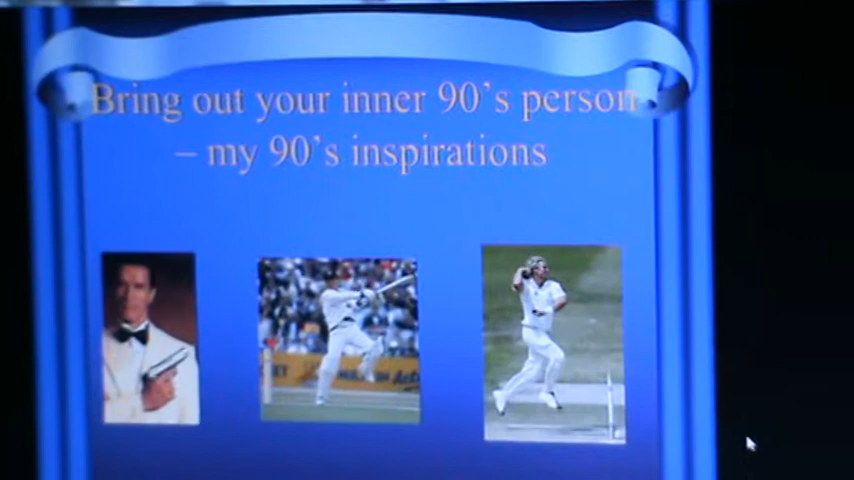 Bring out your inner 90's person
– my 90's inspirations